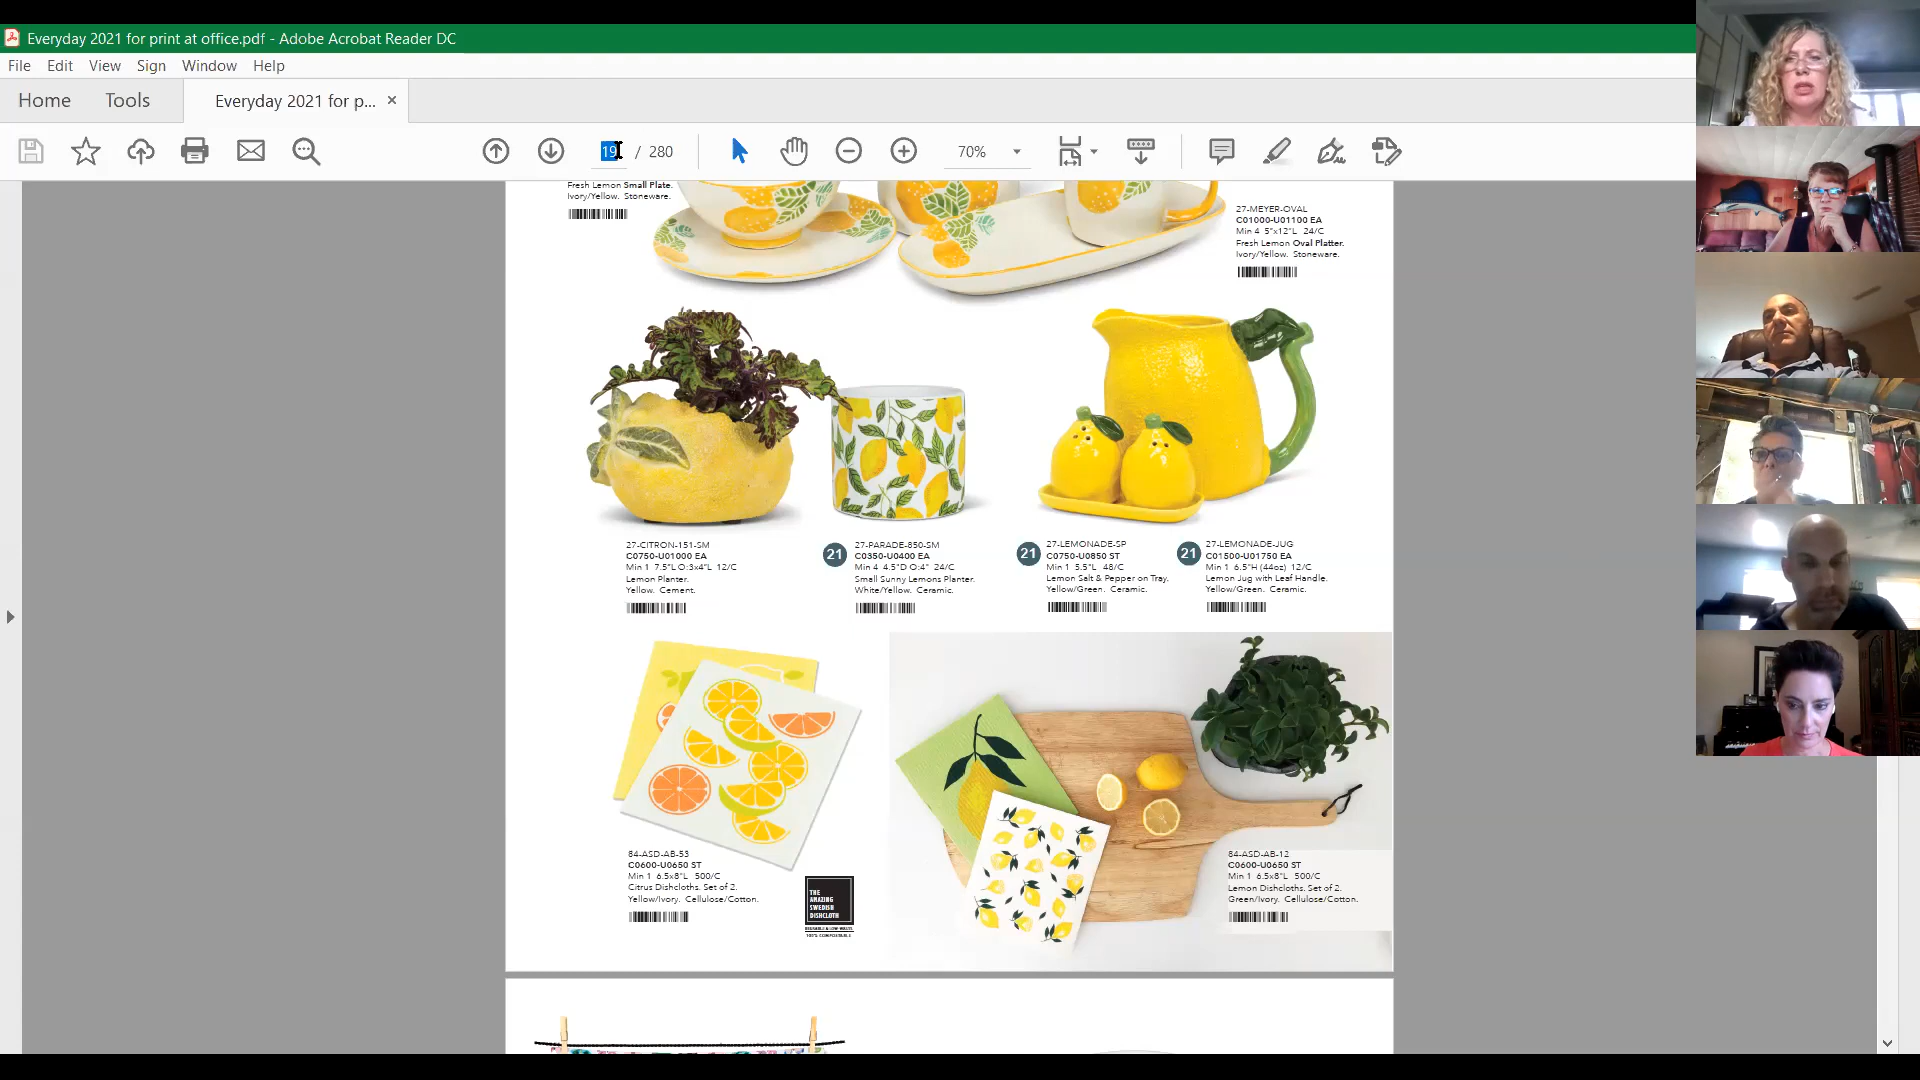 Everyday 2021 for print at office.pdf - Adobe Acrobat Reader DC
File Edit View Sign Window Help
Home Tools Everyday 2021 for p... ×
19 / 280 70%
Fresh Lemon Small Plate.
Ivory/Yellow. Stoneware.
27-MEYER-OVAL
C01000-U01100 EA
Min 4 5"x12"L 24/C
Fresh Lemon Oval Platter.
Ivory/Yellow. Stoneware.
27-CITRON-151-SM
C0750-U01000 EA
Min 1 7.5"L O:3x4"L 12/C
Lemon Planter.
Yellow. Cement.
21
27-PARADE-850-SM
C0350-U0400 EA
Min 4 4.5"D O:4" 24/C
Small Sunny Lemons Planter.
White/Yellow. Ceramic.
21
27-LEMONADE-SP
C0750-U0850 ST
Min 1 5.5"L 48/C
Lemon Salt & Pepper on Tray.
Yellow/Green. Ceramic.
21
27-LEMONADE-JUG
C01500-U01750 EA
Min 1 6.5"H (44oz) 12/C
Lemon Jug with Leaf Handle.
Yellow/Green. Ceramic.
84-ASD-AB-53
C0600-U0650 ST
Min 1 6.5x8"L 500/C
Citrus Dishcloths. Set of 2.
Yellow/Ivory. Cellulose/Cotton.
THE
AMAZING
SWEDISH
DISHCLOTH
REUSABLE & LOW-WASTE
100% COMPOSTABLE
84-ASD-AB-12
C0600-U0650 ST
Min 1 6.5x8"L 500/C
Lemon Dishcloths. Set of 2.
Green/Ivory. Cellulose/Cotton.